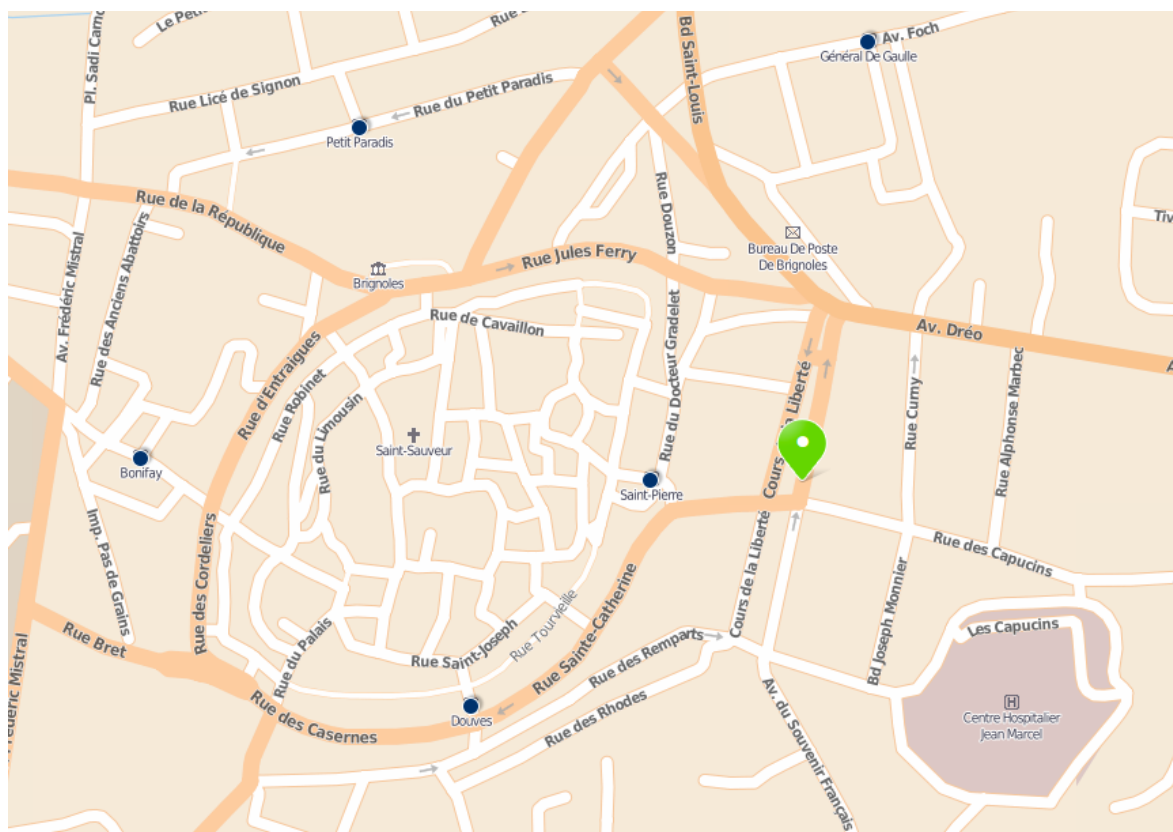 Le Peti
Rue
Av. Foch
Général De Gaulle
Pl. Sadi Carno
Bd Saint-Louis
Rue Licé de Signon
Rue du Petit Paradis
Petit Paradis
Rue de la République
Rue Douzon
Tiv
Bureau De Poste
De Brignoles
Rue Jules Ferry
Brignoles
Av. Frédéric Mistral
Rue des Anciens Abattoirs
Rue de Cavaillon
Av. Dréo
A
Rue d'Entraigues
Rue Robinet
Rue du Limousin
Saint-Sauveur
Rue du Docteur Gradelet
Cours de la Liberté
Rue Curny
Rue Alphonse Marbec
Bonifay
Saint-Pierre
Imp. Pas de Grains
Rue des Cordeliers
Cours de la Liberté
Rue des Capucins
Rue Bret
Rue du Palais
Rue Saint-Joseph
Rue Tourvieille
Rue Sainte-Catherine
Rue des Remparts
Bd Joseph Monnier
Les Capucins
Frédéric Mistral
Rue des Casernes
Douves
Rue des Rhodes
Av. du Souvenir Français
H
Centre Hospitalier
Jean Marcel